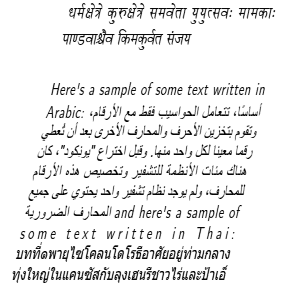 धर्मक्षेत्रे कुरुक्षेत्रे समवेता युयुत्सवः मामकाः
पाण्डवाश्चैव किमकुर्वत संजय
Here's a sample of some text written in
Arabic: أساسًا، تتعامل الحواسيب فقط مع الأرقام،
وتقوم بتخزين الأحرف والمحارف الأخرى بعد أن تُعطي
رقما معينا لكل واحد منها. وقبل اختراع "يونكود"، كان
هناك مئات الأنظمة للتشفير وتخصيص هذه الأرقام
للمحارف، ولم يوجد نظام تشفير واحد يحتوي على جميع
المحارف الضرورية and here's a sample of
some text written in Thai:
บทที่๑พายุไซโคลนโดโรธีอาศัยอยู่ท่ามกลาง
ทุ่งใหญ่ในแคนซัสกับลุงเฮนรีชาวไร่และป้าเอ็